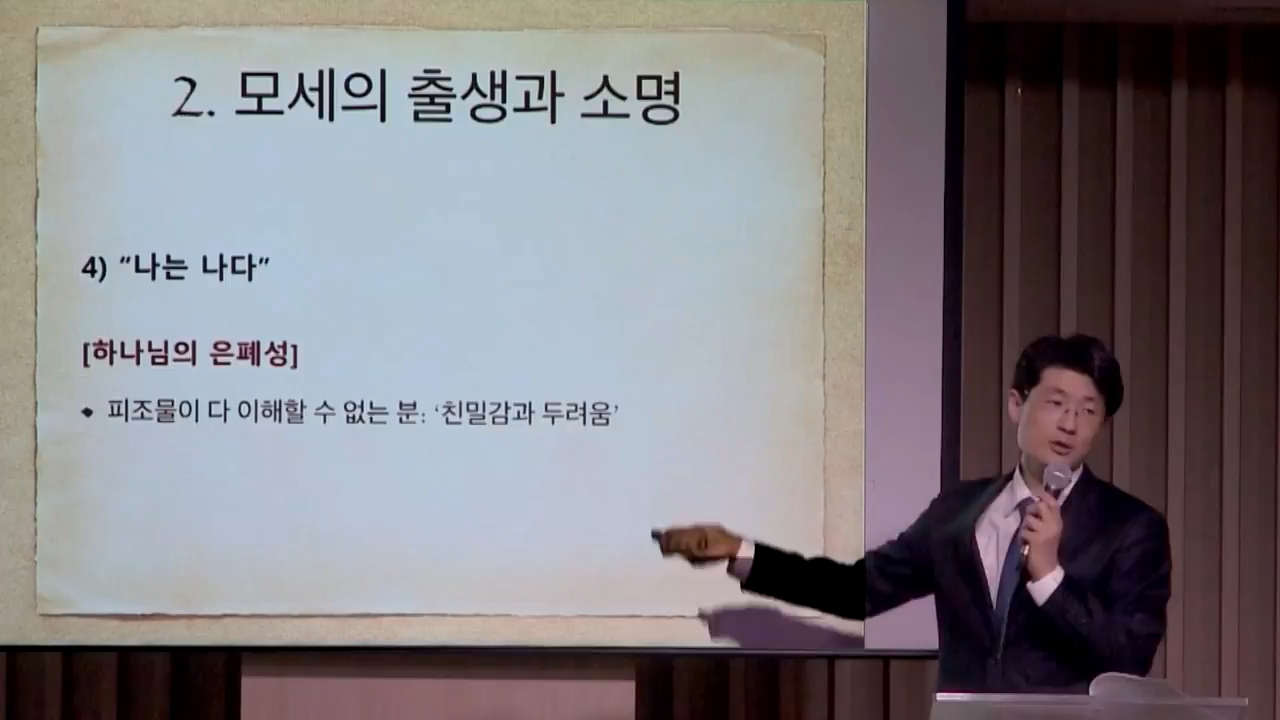 2. 모세의 출생과 소명
4) “나는 나다”
[하나님의 은폐성]
◆ 피조물이 다 이해할 수 없는 분: ‘친밀감과 두려움’